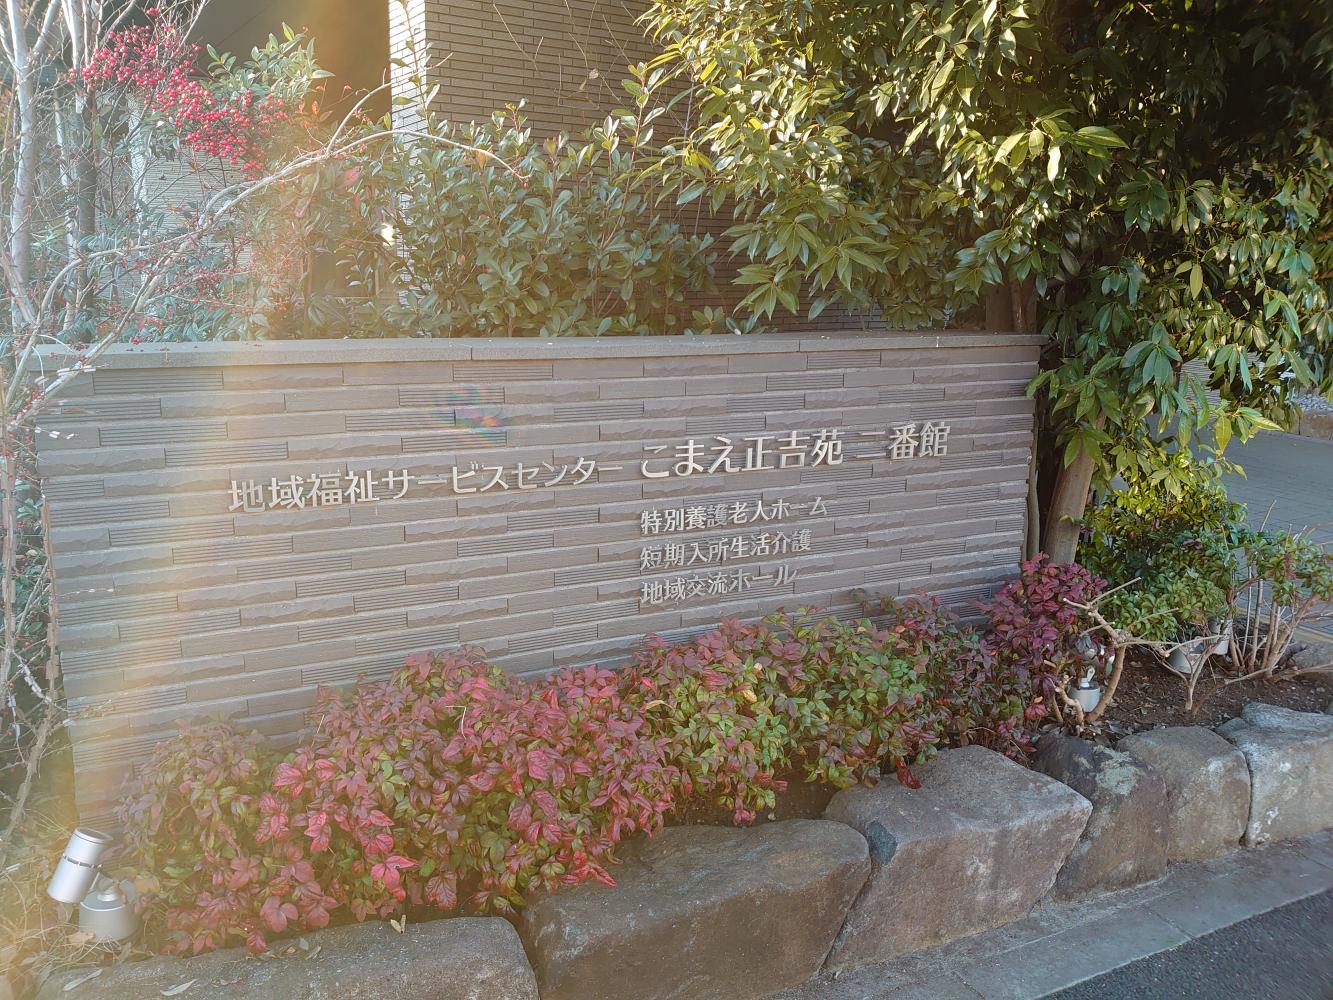 地域福祉サービスセンター こまえ正吉苑 二番館
特別養護老人ホーム
短期入所生活介護
地域交流ホール